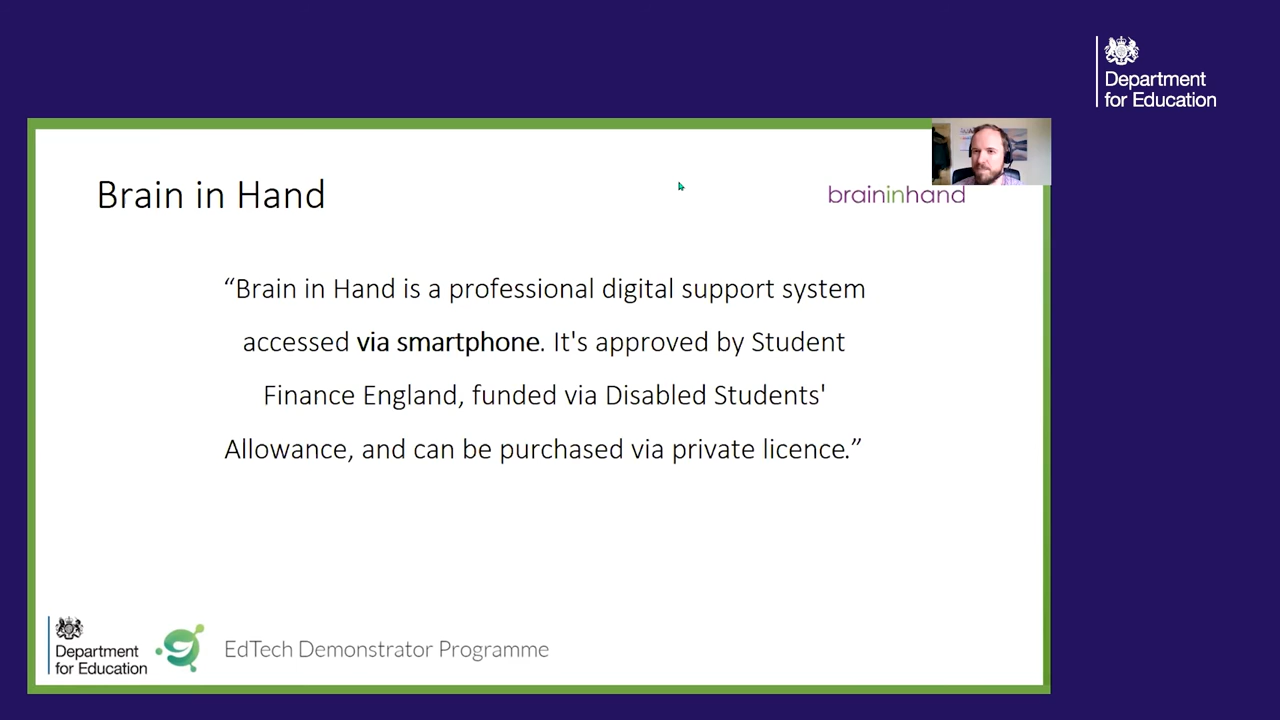 Department
for Education
Brain in Hand
braininhand
“Brain in Hand is a professional digital support system
accessed via smartphone. It's approved by Student
Finance England, funded via Disabled Students'
Allowance, and can be purchased via private licence.”
Department
for Education
EdTech Demonstrator Programme